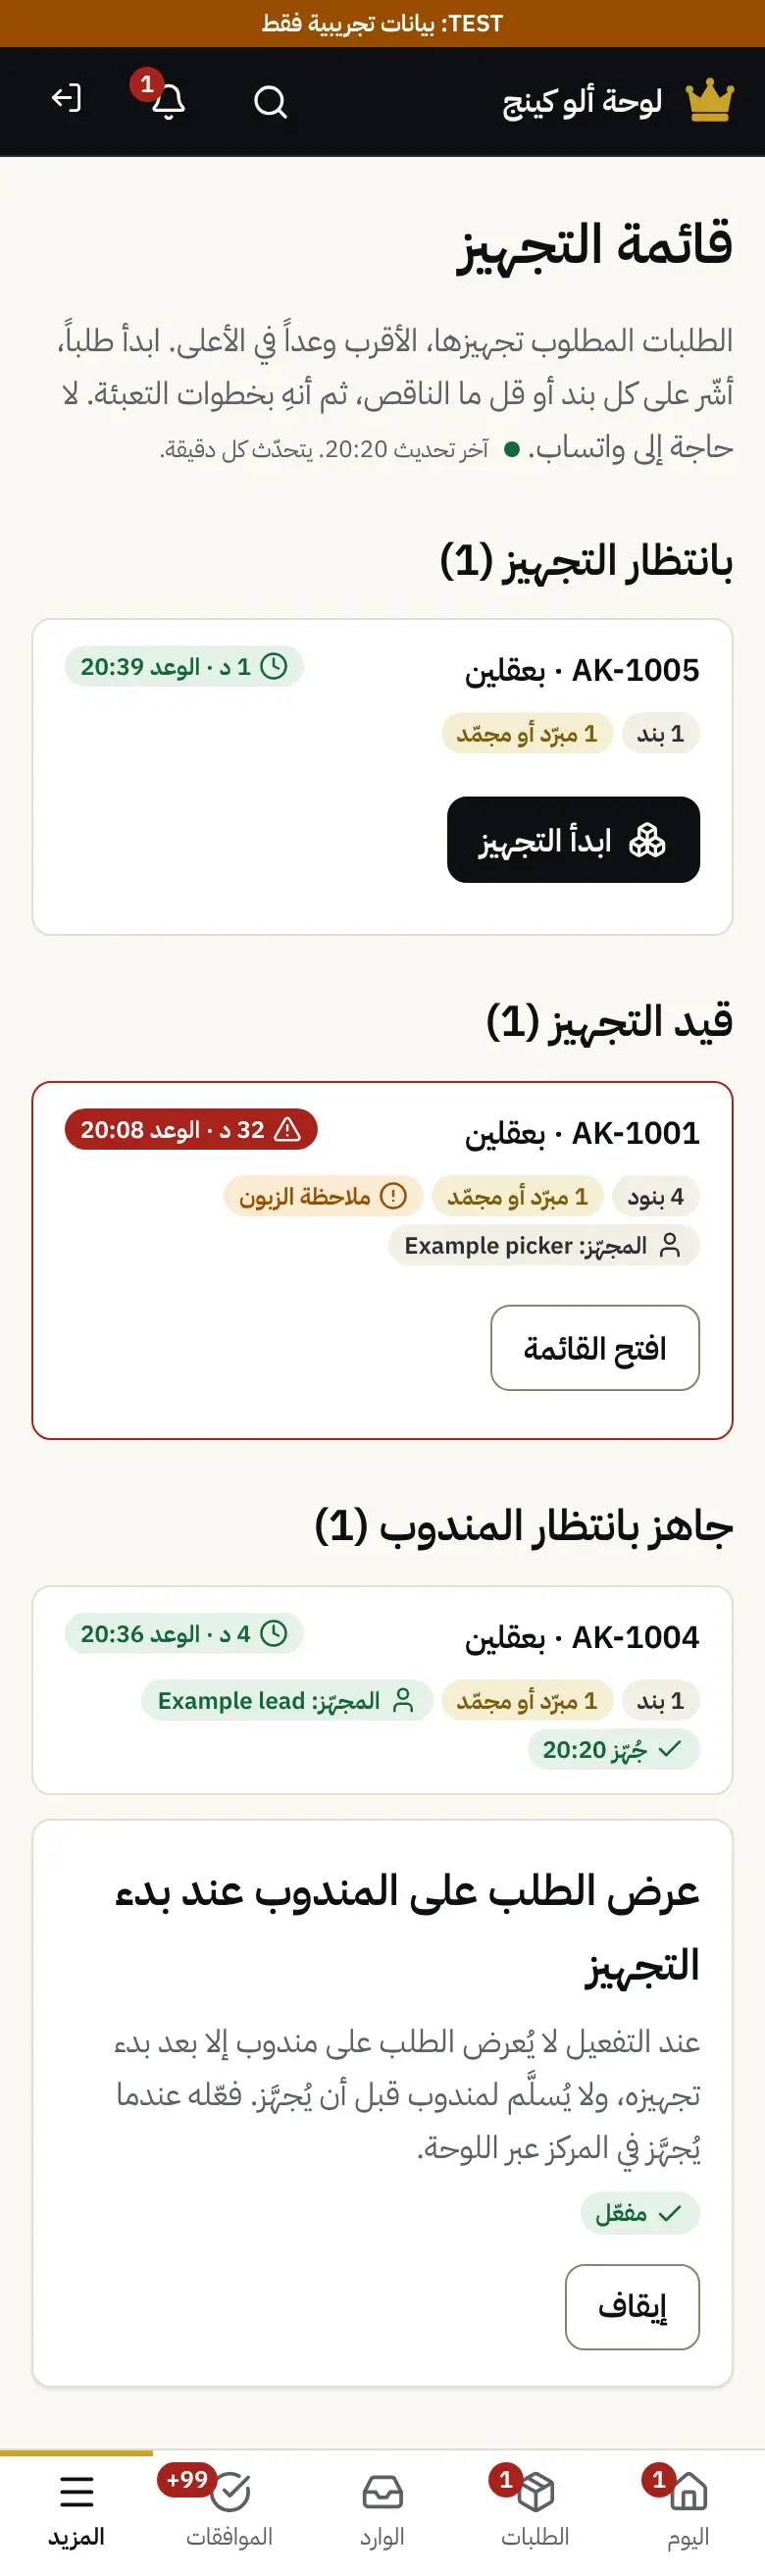 TEST: بيانات تجريبية فقط
لوحة ألو كينج
1
قائمة التجهيز
الطلبات المطلوب تجهيزها، الأقرب وعداً في الأعلى. ابدأ طلباً،
أشّر على كل بند أو قل ما الناقص، ثم أنهِ بخطوات التعبئة. لا
حاجة إلى واتساب. آخر تحديث 20:20. يتحدّث كل دقيقة.
بانتظار التجهيز (1)
AK-1005 · بعقلين
1 د · الوعد 20:39
1 بند
1 مبرّد أو مجمّد
ابدأ التجهيز
قيد التجهيز (1)
AK-1001 · بعقلين
32 د · الوعد 20:08
4 بنود
1 مبرّد أو مجمّد
ملاحظة الزبون
المجهّز: Example picker
افتح القائمة
جاهز بانتظار المندوب (1)
AK-1004 · بعقلين
4 د · الوعد 20:36
1 بند
1 مبرّد أو مجمّد
المجهّز: Example lead
جُهّز 20:20
عرض الطلب على المندوب عند بدء
التجهيز
عند التفعيل لا يُعرض الطلب على مندوب إلا بعد بدء
تجهيزه، ولا يُسلَّم لمندوب قبل أن يُجهَّز. فعّله عندما
يُجهَّز في المركز عبر اللوحة.
مفعّل
إيقاف
1
اليوم
1
الطلبات
الوارد
+99
الموافقات
المزيد